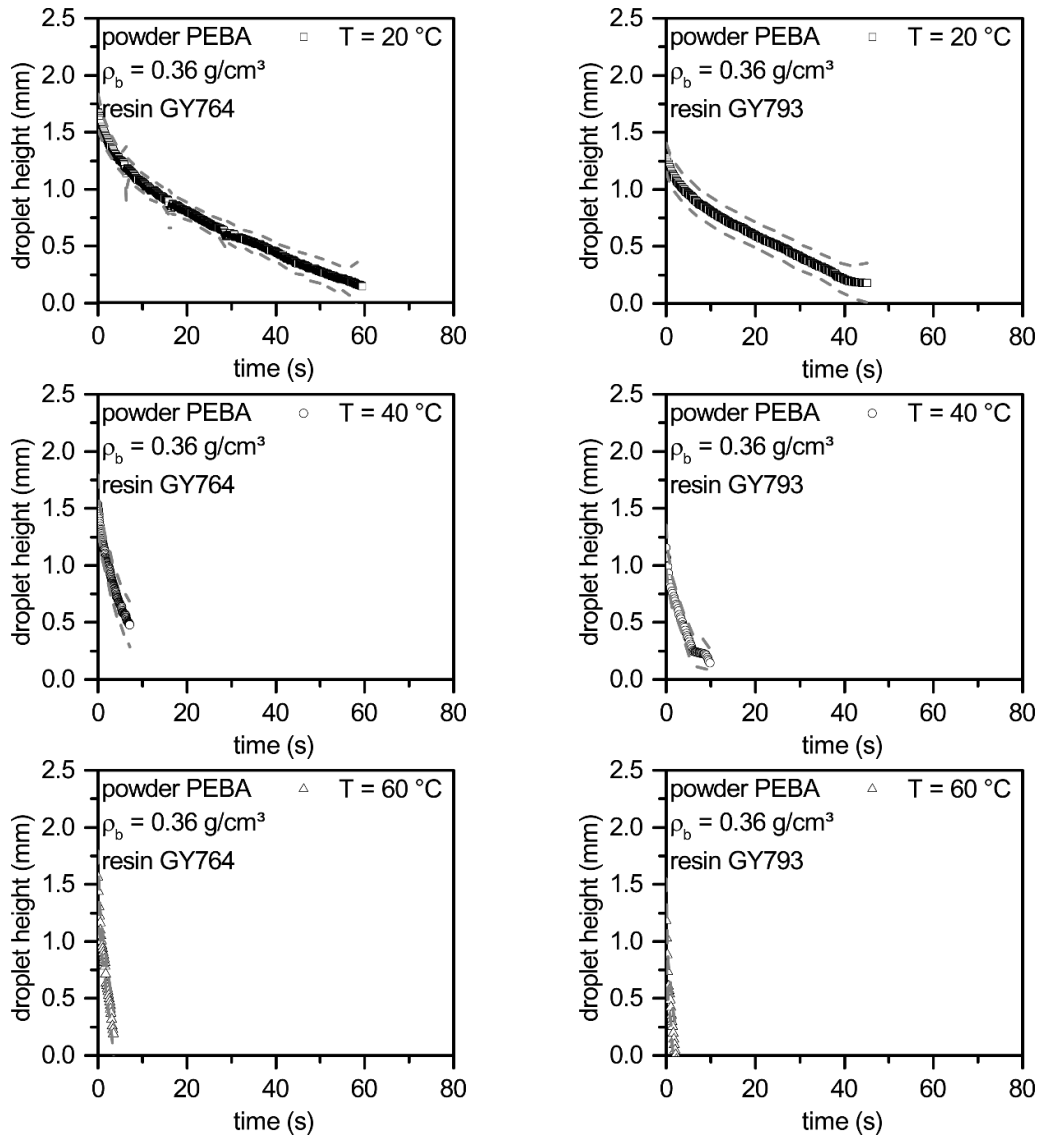 2.5
2.0
1.5
1.0
0.5
0.0
droplet height (mm)
powder PEBA □ T = 20 °C
ρb = 0.36 g/cm³
resin GY764
0 20 40 60 80
time (s)
2.5
2.0
1.5
1.0
0.5
0.0
droplet height (mm)
powder PEBA □ T = 20 °C
ρb = 0.36 g/cm³
resin GY793
0 20 40 60 80
time (s)
2.5
2.0
1.5
1.0
0.5
0.0
droplet height (mm)
powder PEBA ○ T = 40 °C
ρb = 0.36 g/cm³
resin GY764
0 20 40 60 80
time (s)
2.5
2.0
1.5
1.0
0.5
0.0
droplet height (mm)
powder PEBA ○ T = 40 °C
ρb = 0.36 g/cm³
resin GY793
0 20 40 60 80
time (s)
2.5
2.0
1.5
1.0
0.5
0.0
droplet height (mm)
powder PEBA △ T = 60 °C
ρb = 0.36 g/cm³
resin GY764
0 20 40 60 80
time (s)
2.5
2.0
1.5
1.0
0.5
0.0
droplet height (mm)
powder PEBA △ T = 60 °C
ρb = 0.36 g/cm³
resin GY793
0 20 40 60 80
time (s)